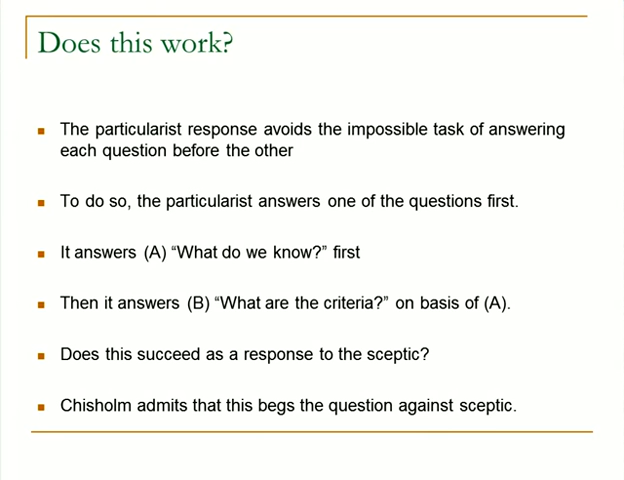 Does this work?
■ The particularist response avoids the impossible task of answering
each question before the other
■ To do so, the particularist answers one of the questions first.
■ It answers (A) “What do we know?” first
■ Then it answers (B) “What are the criteria?” on basis of (A).
■ Does this succeed as a response to the sceptic?
■ Chisholm admits that this begs the question against sceptic.